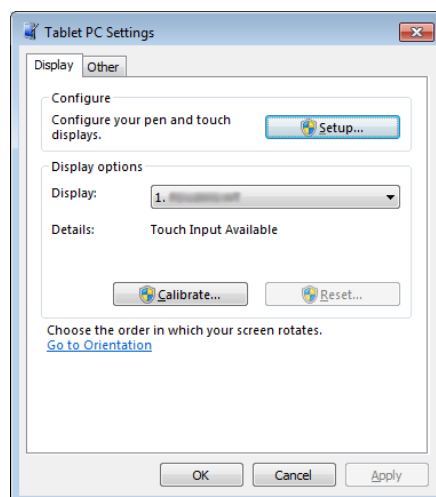 Tablet PC Settings
Display Other
Configure
Configure your pen and touch
displays.
Setup...
Display options
Display:
1.
Details:
Touch Input Available
Calibrate...
Reset...
Choose the order in which your screen rotates.
Go to Orientation
OK Cancel Apply